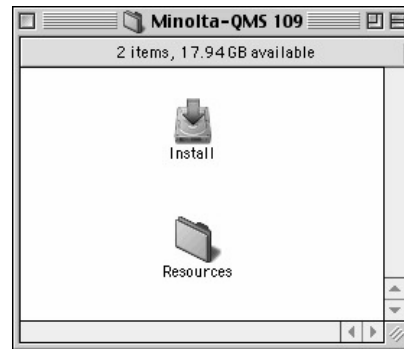 Minolta-QMS 109
2 items, 17.94 GB available
Install
Resources